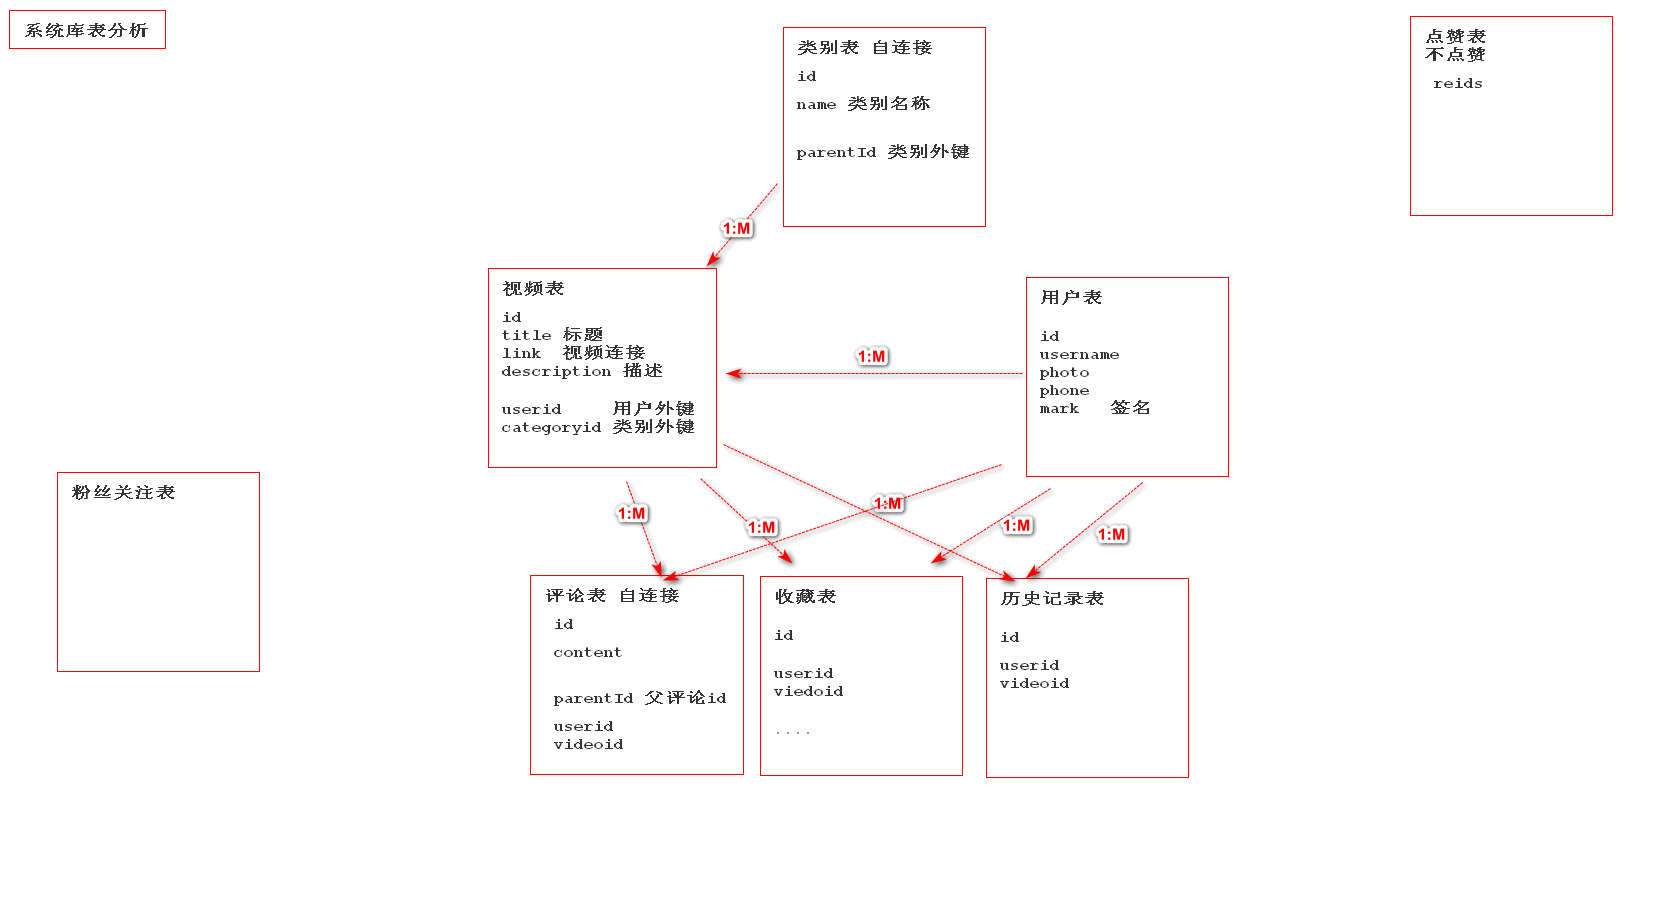 系统库表分析
类别表 自连接
id
name 类别名称
parentId 类别外键
点赞表
不点赞
reids
1:M
视频表
id
title 标题
link 视频连接
description 描述
userid 用户外键
categoryid 类别外键
1:M
用户表
id
username
photo
phone
mark 签名
粉丝关注表
1:M
1:M
1:M
1:M
1:M
评论表 自连接
id
content
parentId 父评论id
userid
videoid
收藏表
id
userid
viedoid
....
历史记录表
id
userid
videoid